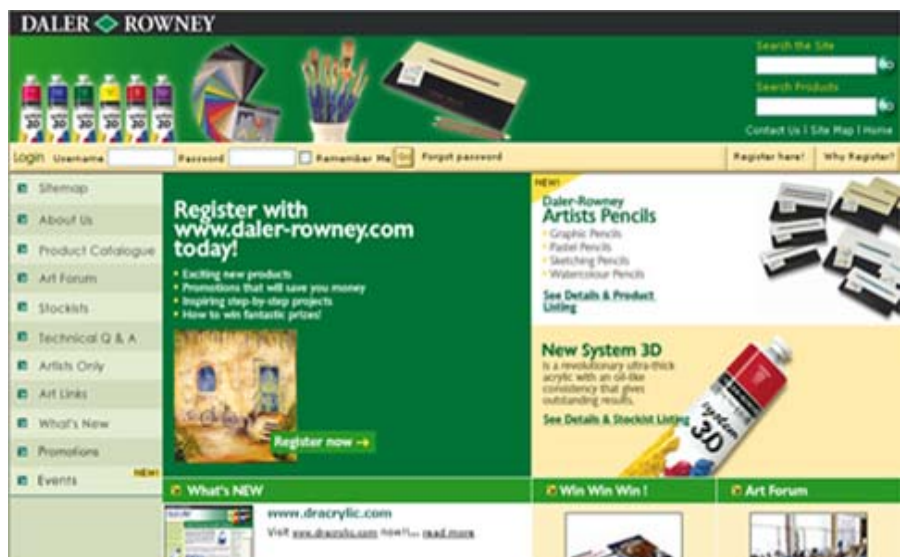 DALER ROWNEY
Search the Site
Go
Search Products
Go
Contact Us | Site Map | Home
Login Username Password Remember Me Go Forgot password Register here! Why Register?
Sitemap
About Us
Product Catalogue
Art Forum
Stockists
Technical Q & A
Artists Only
Art Links
What's New
Promotions
Events NEW!
Register with
www.daler-rowney.com
today!
Exciting new products
Promotions that will save you money
Inspiring step-by-step projects
How to win fantastic prizes!
Register now
NEW!
Daler-Rowney
Artists Pencils
Graphic Pencils
Pastel Pencils
Sketching Pencils
Watercolour Pencils
See Details & Product
Listing
New System 3D
is a revolutionary ultra-thick
acrylic with an oil-like
consistency that gives
outstanding results.
See Details & Stockist Listing
system
3D
What's NEW
www.dracrylic.com
Visit www.dracrylic.com now!!... read more
Win Win Win !
Art Forum